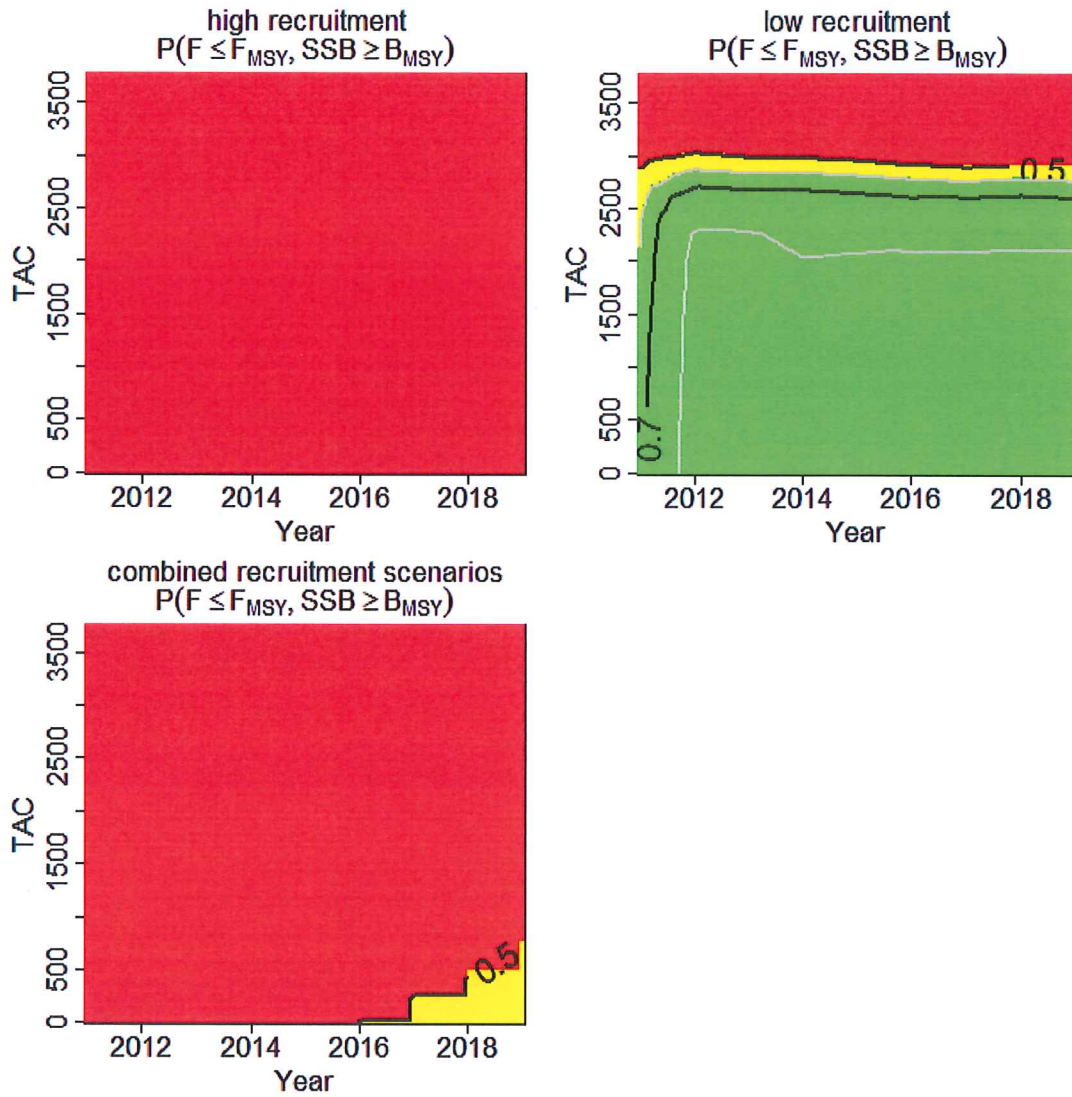 high recruitment
P(F ≤ F_MSY, SSB ≥ B_MSY)
3500
2500
1500
500
0
TAC
2012 2014 2016 2018
Year
low recruitment
P(F ≤ F_MSY, SSB ≥ B_MSY)
3500
2500
1500
500
0
TAC
0.5
0.7
2012 2014 2016 2018
Year
combined recruitment scenarios
P(F ≤ F_MSY, SSB ≥ B_MSY)
3500
2500
1500
500
0
TAC
0.5
2012 2014 2016 2018
Year